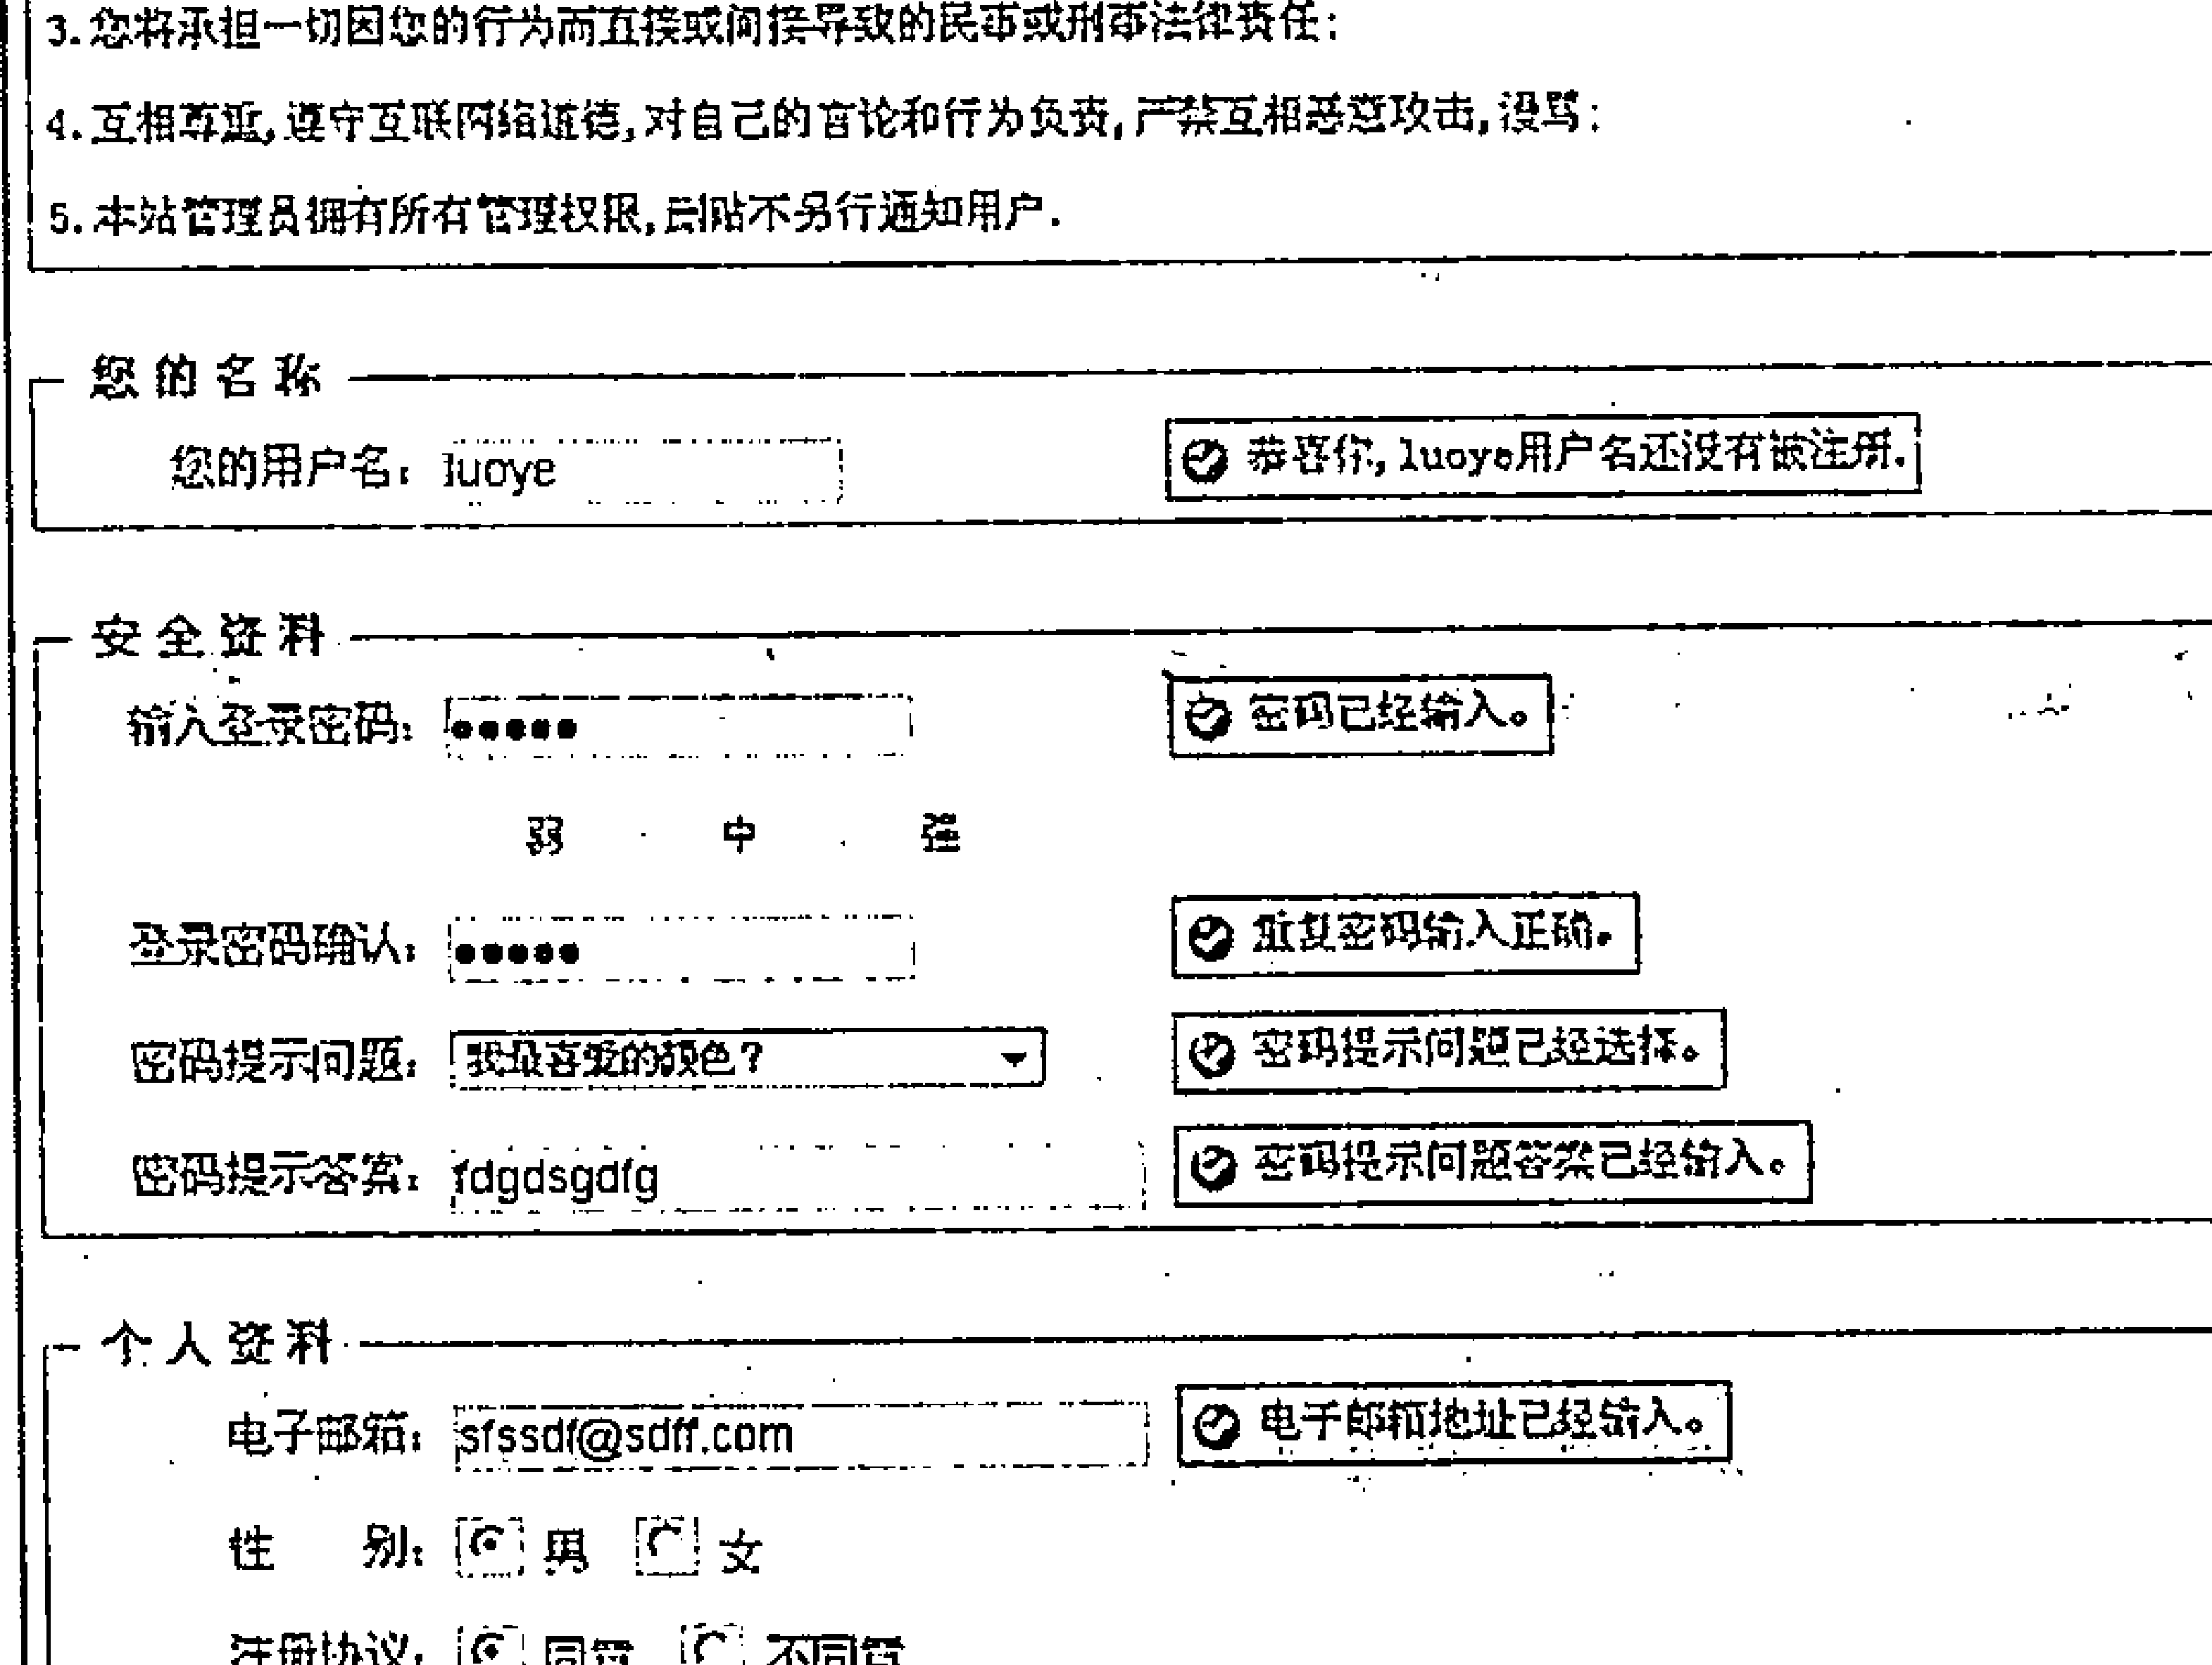 3.您将承担一切因您的行为而直接或间接导致的民事或刑事法律责任;
4.互相尊重,遵守互联网络道德,对自己的言论和行为负责,严禁互相恶意攻击,漫骂;
5.本站管理员拥有所有管理权限,删贴不另行通知用户.
您的名称
您的用户名: luoye 恭喜你,luoye用户名还没有被注册.
安全资料
输入登录密码: ●●●●● 密码已经输入。
弱 中 强
登录密码确认: ●●●●● 重复密码输入正确。
密码提示问题: 我最喜爱的颜色? 密码提示问题已经选择。
密码提示答案: fdgdsgdfg 密码提示问题答案已经输入。
个人资料
电子邮箱: sfssdf@sdff.com 电子邮箱地址已经输入。
性 别: 男 女
注册协议: 同意 不同意